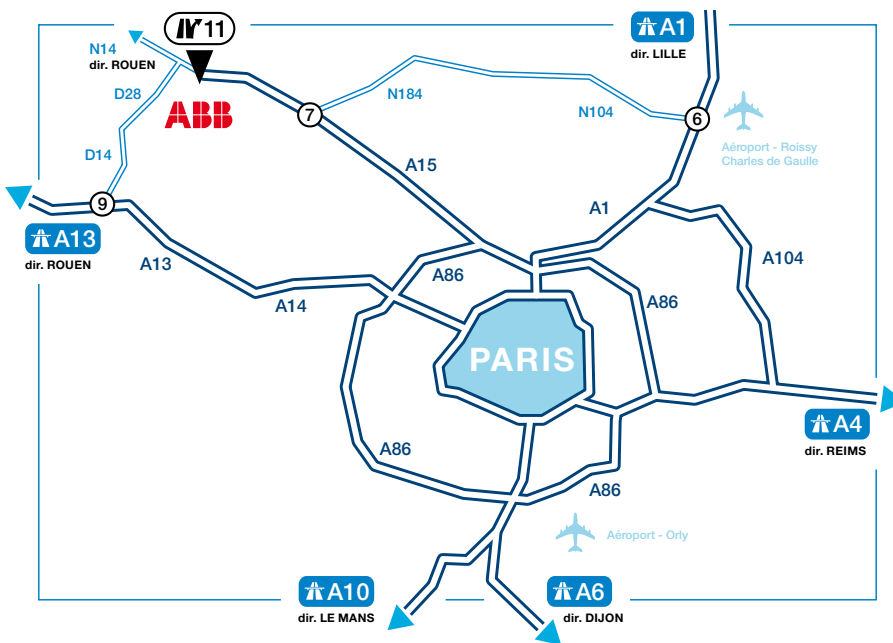 11
A1
dir. LILLE
N14
dir. ROUEN
N184
D28
ABB
7
N104
6
Aéroport - Roissy
Charles de Gaulle
D14
A15
9
A1
A13
dir. ROUEN
A13
A104
A86
A14
A86
PARIS
A4
dir. REIMS
A86
A86
Aéroport - Orly
A10
dir. LE MANS
A6
dir. DIJON